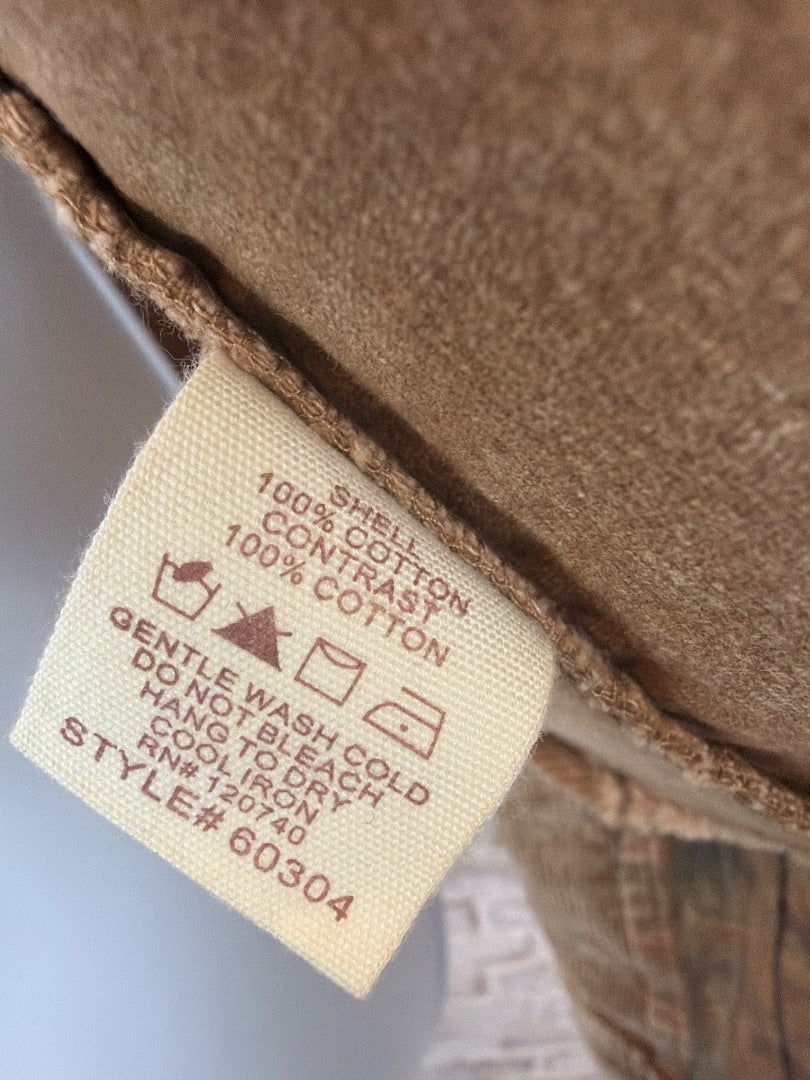 SHELL
100% COTTON
CONTRAST
100% COTTON
GENTLE WASH COLD
DO NOT BLEACH
HANG TO DRY
COOL IRON
RN# 120740
STYLE# 60304